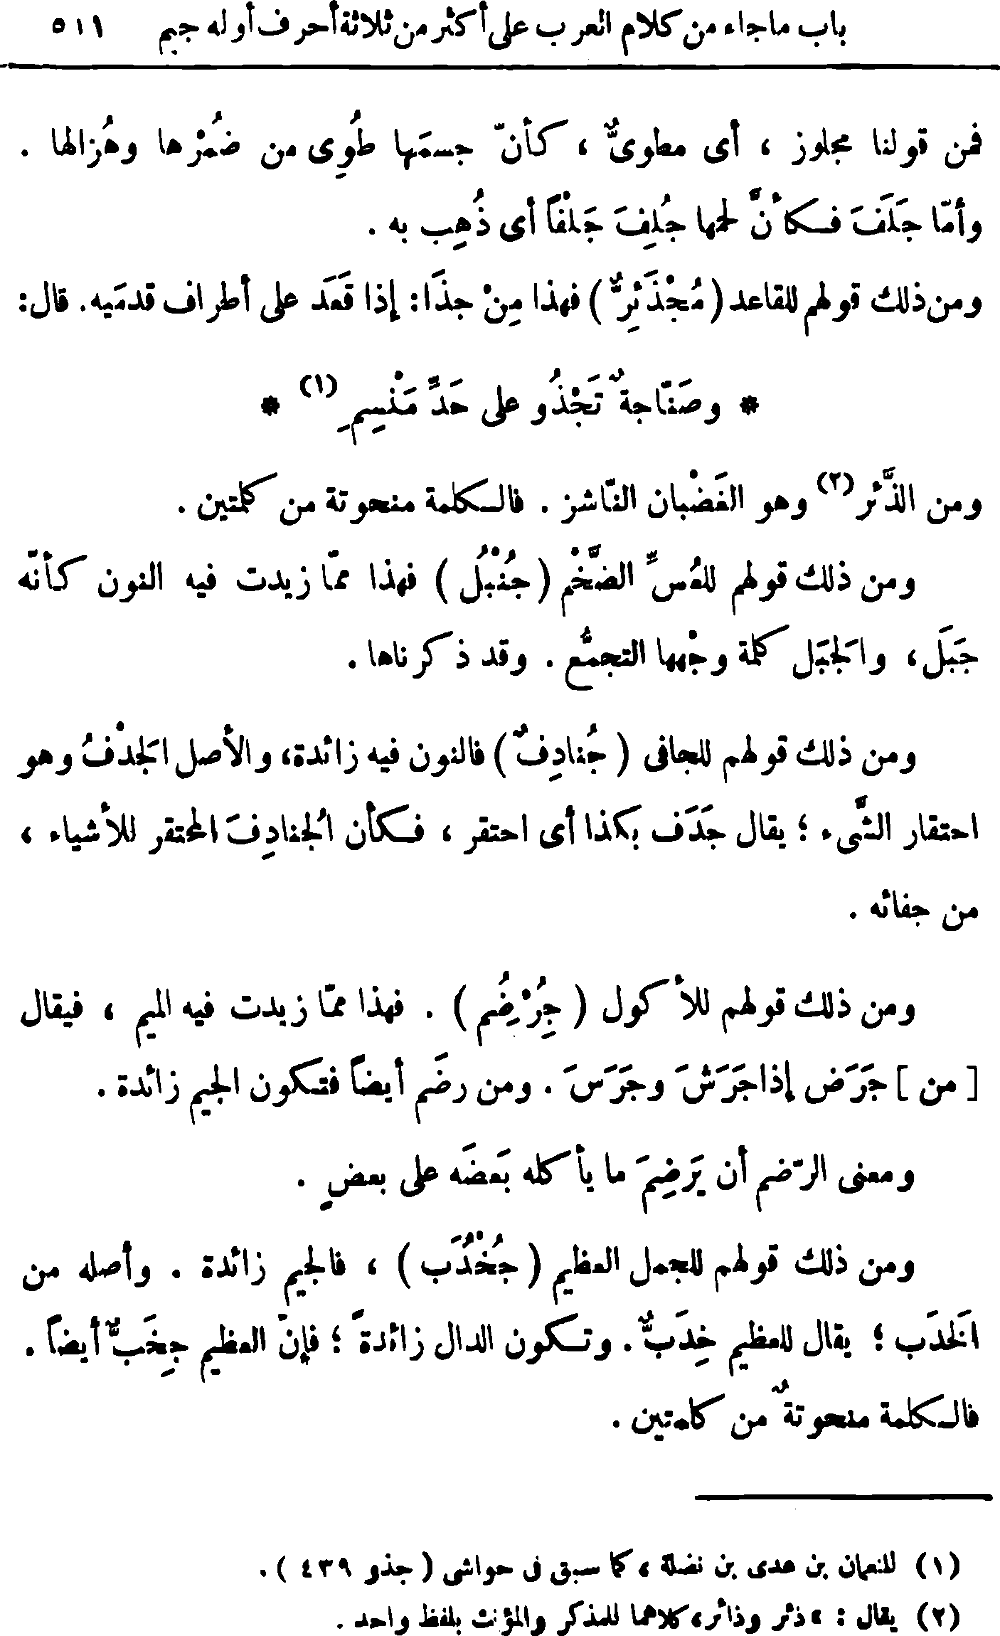 باب ماجاء من كلام العرب على أكثر من ثلاثة أحرف أوله جيم ٥١١
فمن قولنا مجلوز ، أى مطوىٌّ ، كأنّ جسمَها طُوِى من ضُمْرها وهُزالها .
وأمّا جَلَفَ فكأنَّ لحمها جُلِفَ جَلْفاً أى ذُهِب به .
ومن ذلك قولهم للقاعد ( مُجْذَئِرٌّ ) فهذا مِنْ جذَا : إذا قَعَد على أطراف قدمَيه . قال :
* وصَنّاجةٌ تَجْذُو على حَدِّ مَنْسِمِ (١) *
ومن الذَّئر (٢) وهو الغَضْبان النّاشز . فالكلمة منحوتة من كلمتين .
ومن ذلك قولهم للعُسِّ الضَّخْم ( جُنْبُل ) فهذا ممّا زيدت فيه النون كأنّه
جَبَل ، والجَبَل كلمة وجْهها التجمُّع . وقد ذكرناها .
ومن ذلك قولهم للجافى ( جُنادِفٌ ) فالنون فيه زائدة ، والأصل الجَدْفُ وهو
احتقار الشَّىء ؛ يقال جَدَف بكذا أى احتقر ، فكأن الجُنادِفَ المحتقر للأشياء ،
من جفائه .
ومن ذلك قولهم للأكول ( جُِرْضُِم ) . فهذا ممّا زيدت فيه الميم ، فيقال
[ من ] جَرَض إذا جَرَشَ وجَرَسَ . ومن رضَم أيضاً فتكون الجيم زائدة .
ومعنى الرّضم أن يَرضِمَ ما يأكله بَعضَه على بعضٍ .
ومن ذلك قولهم للجمل العظيم ( جُخْدُب ) ، فالجيم زائدة . وأصله من
الخَدَب ؛ يقال للعظيم خِدَبٌّ . وتكون الدال زائدةً ؛ فإنّ العظيم جِخَبٌّ أيضاً .
فالكلمة منحوتةٌ من كلمتين .
(١) للنعمان بن عدى بن نضلة ، كما سبق فى حواشى ( جذو ٤٣٩ ) .
(٢) يقال : « ذئر وذائر ، كلاهما للمذكر والمؤنث بلفظ واحد .